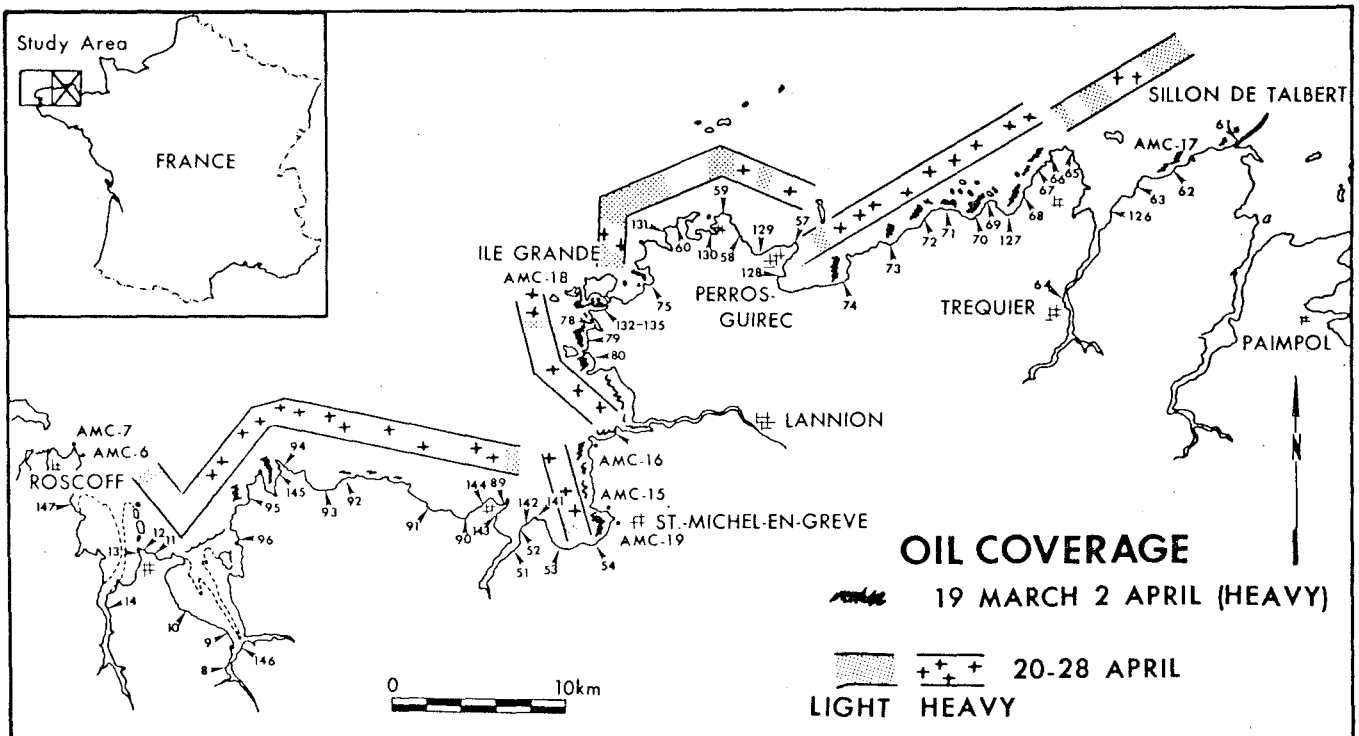 Study Area
FRANCE
SILLON DE TALBERT
61
AMC-17
62
63
126
65
66
67
68
127
69
70
71
72
73
74
64
TREQUIER
PAIMPOL
N
59
57
129
58
130
60
131
128
PERROS-
GUIREC
ILE GRANDE
AMC-18
75
132-135
78
79
80
LANNION
AMC-16
AMC-15
ST.-MICHEL-EN-GREVE
AMC-19
54
53
52
51
141
142
89
144
143
90
91
92
93
94
145
95
96
AMC-7
AMC-6
ROSCOFF
147
12
11
13
14
10
9
8
146
0 10km
OIL COVERAGE
19 MARCH 2 APRIL (HEAVY)
20-28 APRIL
LIGHT HEAVY